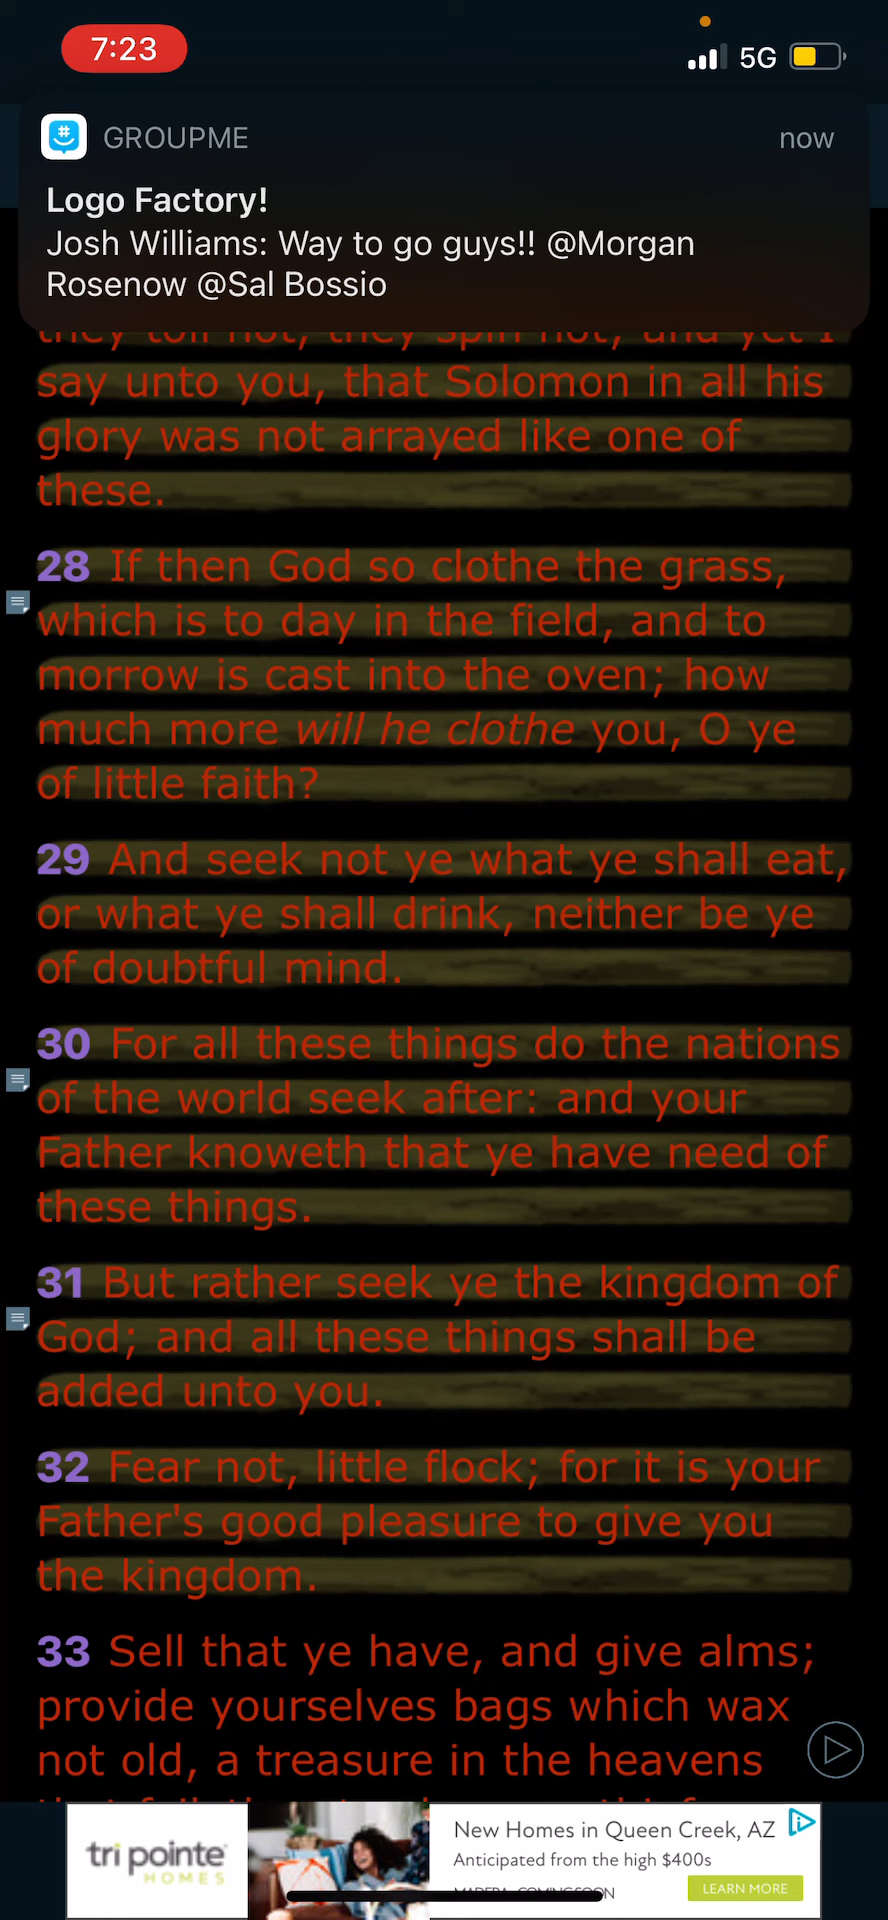 7:23
5G
GROUPME
now
Logo Factory!
Josh Williams: Way to go guys!! @Morgan
Rosenow @Sal Bossio
they toil not, they spin not, and yet I
say unto you, that Solomon in all his
glory was not arrayed like one of
these.
28 If then God so clothe the grass,
which is to day in the field, and to
morrow is cast into the oven; how
much more will he clothe you, O ye
of little faith?
29 And seek not ye what ye shall eat,
or what ye shall drink, neither be ye
of doubtful mind.
30 For all these things do the nations
of the world seek after: and your
Father knoweth that ye have need of
these things.
31 But rather seek ye the kingdom of
God; and all these things shall be
added unto you.
32 Fear not, little flock; for it is your
Father's good pleasure to give you
the kingdom.
33 Sell that ye have, and give alms;
provide yourselves bags which wax
not old, a treasure in the heavens
tri pointe
HOMES
New Homes in Queen Creek, AZ
Anticipated from the high $400s
LEARN MORE